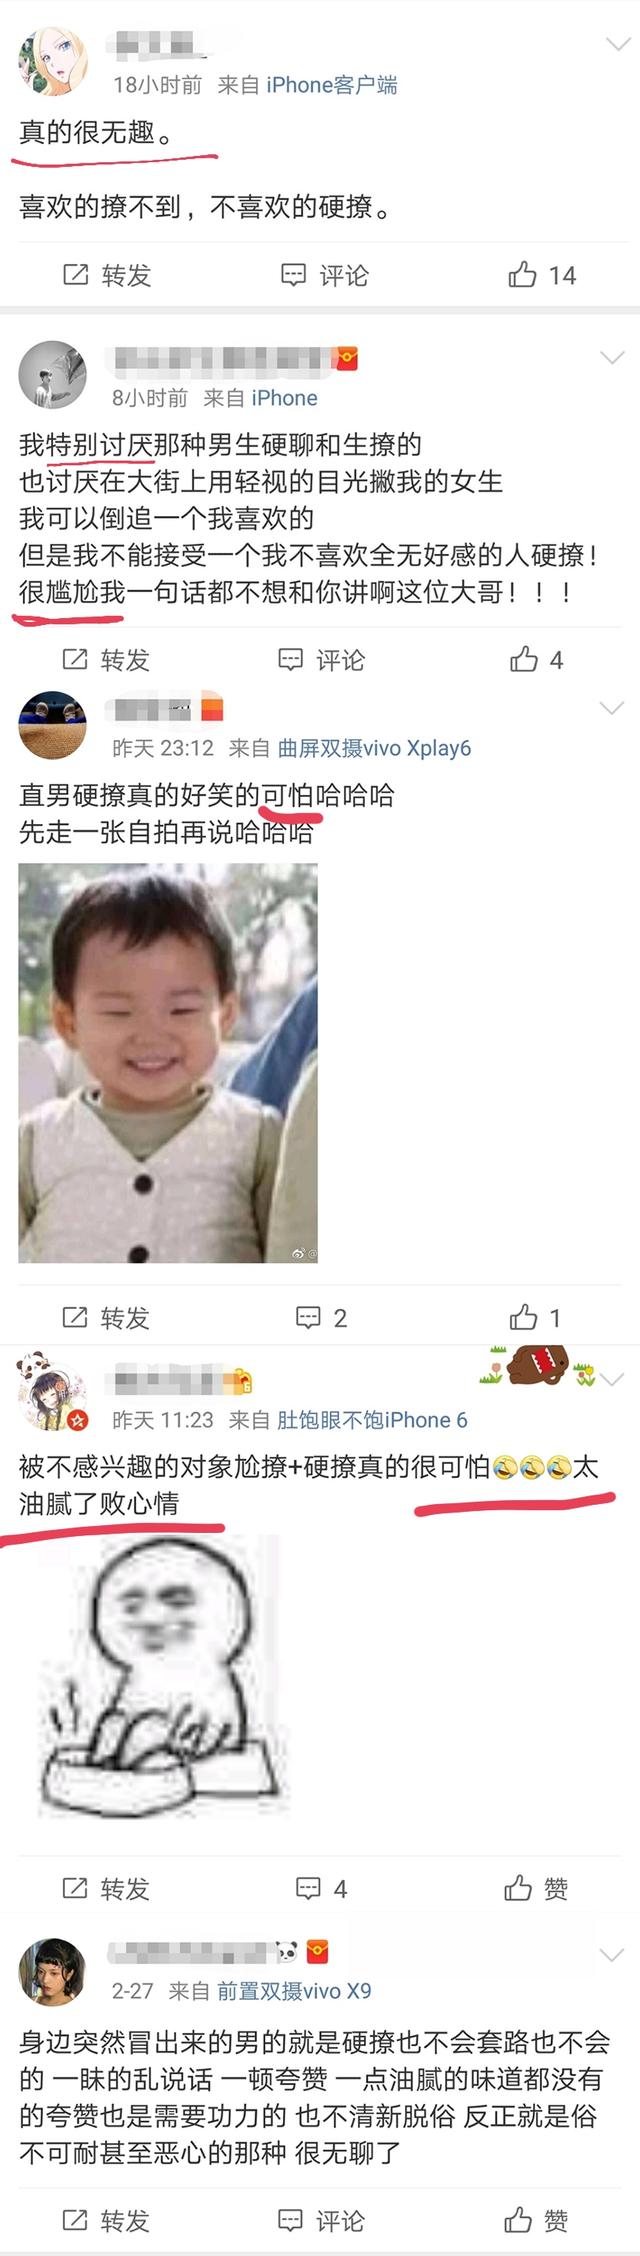 18小时前 来自 iPhone客户端
真的很无趣。
喜欢的撩不到，不喜欢的硬撩。
转发 评论 14
8小时前 来自 iPhone
我特别讨厌那种男生硬聊和生撩的
也讨厌在大街上用轻视的目光撇我的女生
我可以倒追一个我喜欢的
但是我不能接受一个我不喜欢全无好感的人硬撩！
很尴尬我一句话都不想和你讲啊这位大哥！！！
转发 评论 4
昨天 23:12 来自 曲屏双摄vivo Xplay6
直男硬撩真的好笑的可怕哈哈哈
先走一张自拍再说哈哈哈
转发 2 1
昨天 11:23 来自 肚饱眼不饱iPhone 6
被不感兴趣的对象尬撩+硬撩真的很可怕🤣🤣🤣太
油腻了败心情
转发 4 赞
2-27 来自 前置双摄vivo X9
身边突然冒出来的男的就是硬撩也不会套路也不会
的 一昧的乱说话 一顿夸赞 一点油腻的味道都没有
的夸赞也是需要功力的 也不清新脱俗 反正就是俗
不可耐甚至恶心的那种 很无聊了
转发 评论 赞